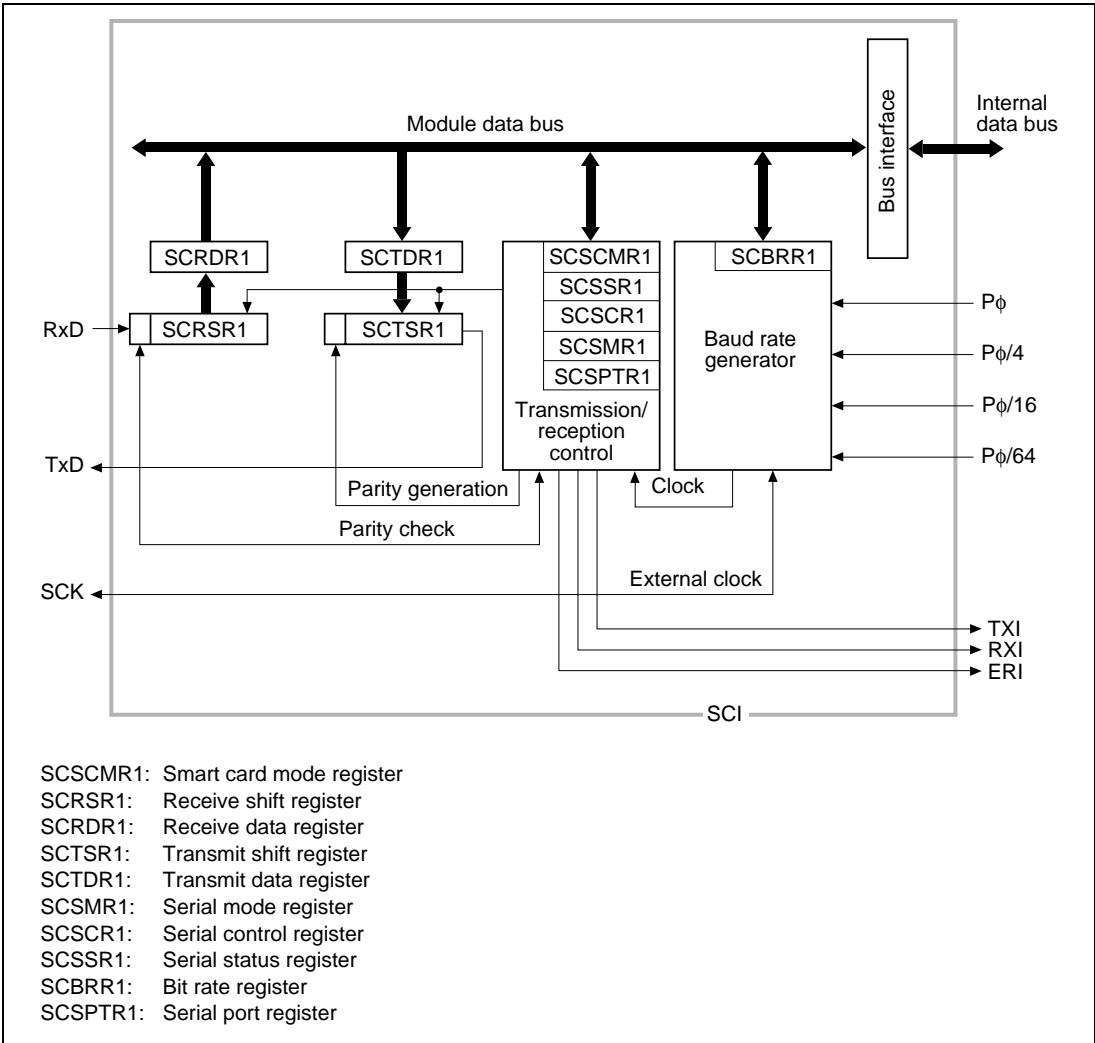 Module data bus
Bus interface
Internal
data bus
SCRDR1
SCTDR1
SCSCMR1
SCSSR1
SCSCR1
SCSMR1
SCSPTR1
Transmission/
reception
control
SCBRR1
Baud rate
generator
RxD
SCRSR1
SCTSR1
Pϕ
Pϕ/4
Pϕ/16
Pϕ/64
TxD
Parity generation
Clock
Parity check
SCK
External clock
TXI
RXI
ERI
SCI
SCSCMR1: Smart card mode register
SCRSR1: Receive shift register
SCRDR1: Receive data register
SCTSR1: Transmit shift register
SCTDR1: Transmit data register
SCSMR1: Serial mode register
SCSCR1: Serial control register
SCSSR1: Serial status register
SCBRR1: Bit rate register
SCSPTR1: Serial port register